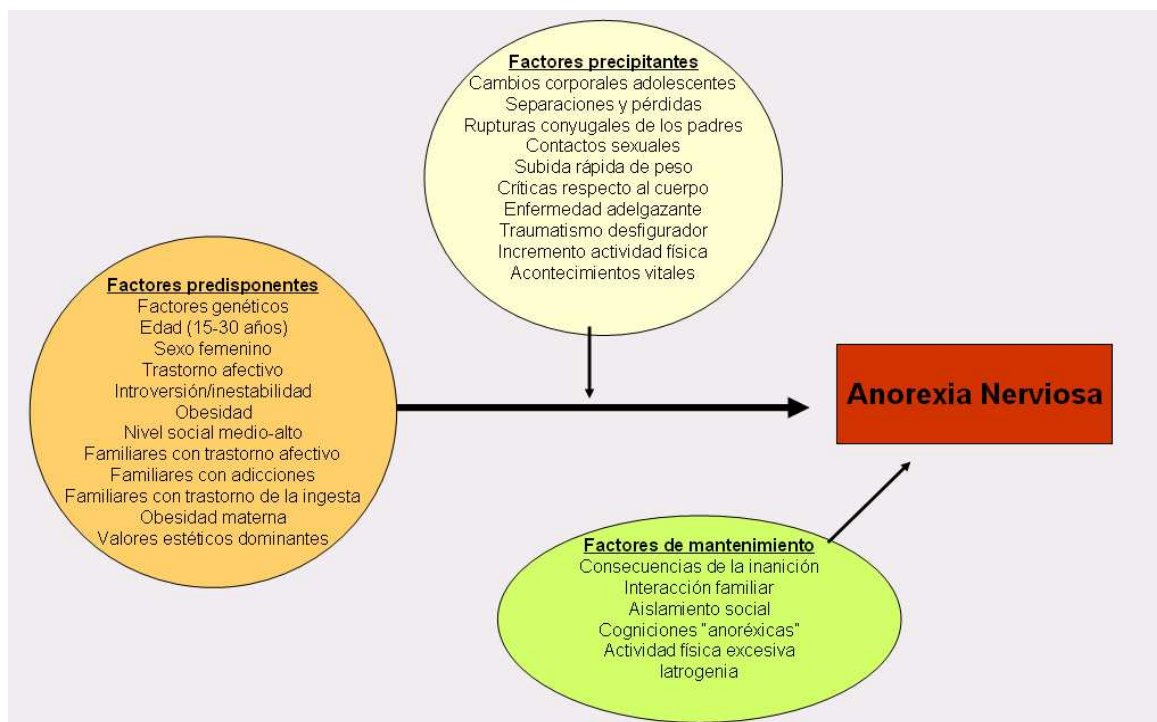 Factores precipitantes
Cambios corporales adolescentes
Separaciones y pérdidas
Rupturas conyugales de los padres
Contactos sexuales
Subida rápida de peso
Críticas respecto al cuerpo
Enfermedad adelgazante
Traumatismo desfigurador
Incremento actividad física
Acontecimientos vitales
Factores predisponentes
Factores genéticos
Edad (15-30 años)
Sexo femenino
Trastorno afectivo
Introversión/inestabilidad
Obesidad
Nivel social medio-alto
Familiares con trastorno afectivo
Familiares con adicciones
Familiares con trastorno de la ingesta
Obesidad materna
Valores estéticos dominantes
Anorexia Nerviosa
Factores de mantenimiento
Consecuencias de la inanición
Interacción familiar
Aislamiento social
Cogniciones "anoréxicas"
Actividad física excesiva
Iatrogenia